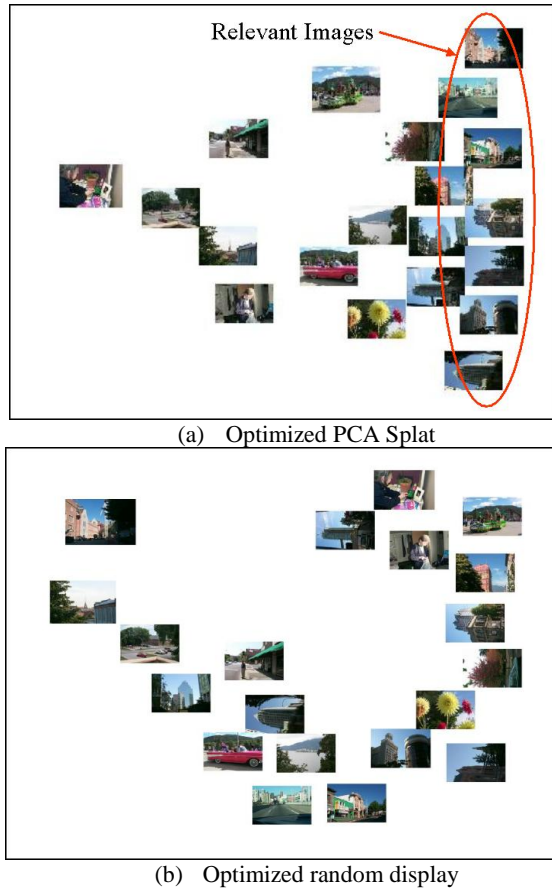 Relevant Images
(a) Optimized PCA Splat
(b) Optimized random display